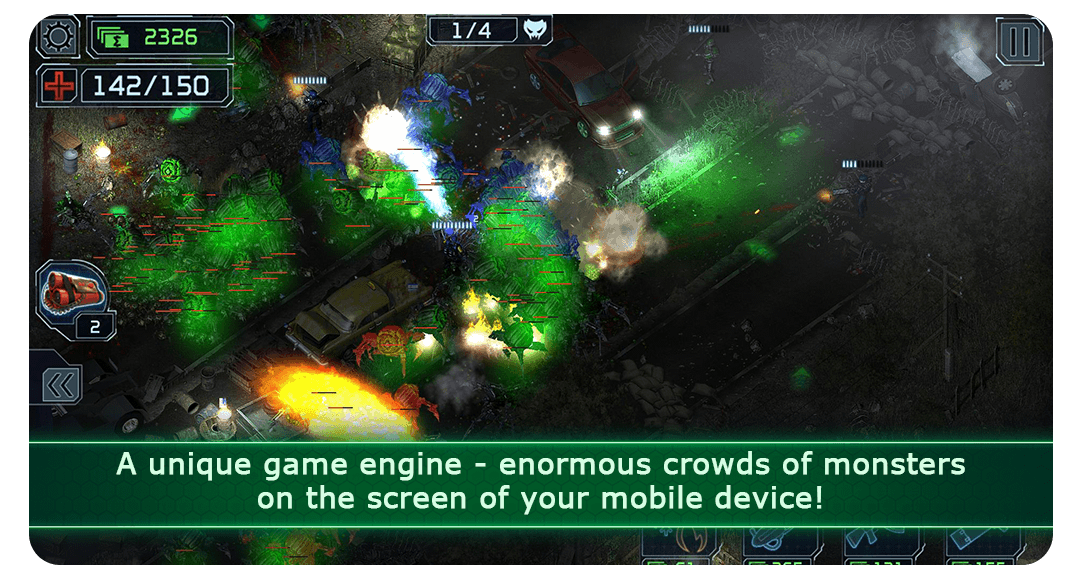 2326
1/4
142/150
2
2
A unique game engine - enormous crowds of monsters
on the screen of your mobile device!